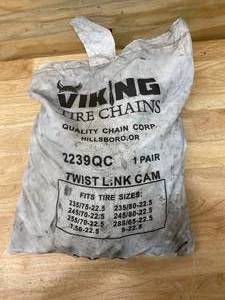 VIKING
TIRE CHAINS
QUALITY CHAIN CORP.
HILLSBORO, OR
2239QC 1 PAIR
TWIST LINK CAM
FITS TIRE SIZES:
235/75-22.5 235/80-22.5
245/70-22.5 245/80-22.5
255/70-22.5 265/65-22.5
7.50-22.5 8-22.5